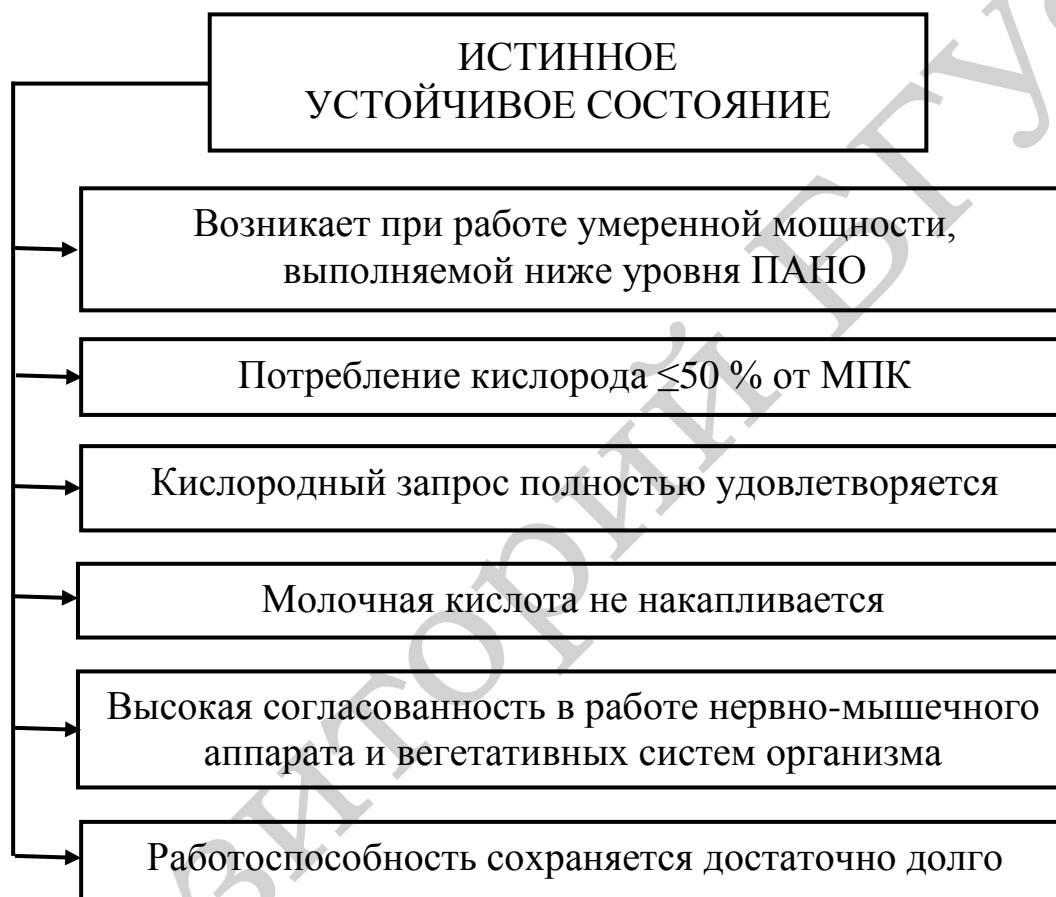 ИСТИННОЕ
УСТОЙЧИВОЕ СОСТОЯНИЕ
Возникает при работе умеренной мощности,
выполняемой ниже уровня ПАНО
Потребление кислорода ≤50 % от МПК
Кислородный запрос полностью удовлетворяется
Молочная кислота не накапливается
Высокая согласованность в работе нервно-мышечного
аппарата и вегетативных систем организма
Работоспособность сохраняется достаточно долго